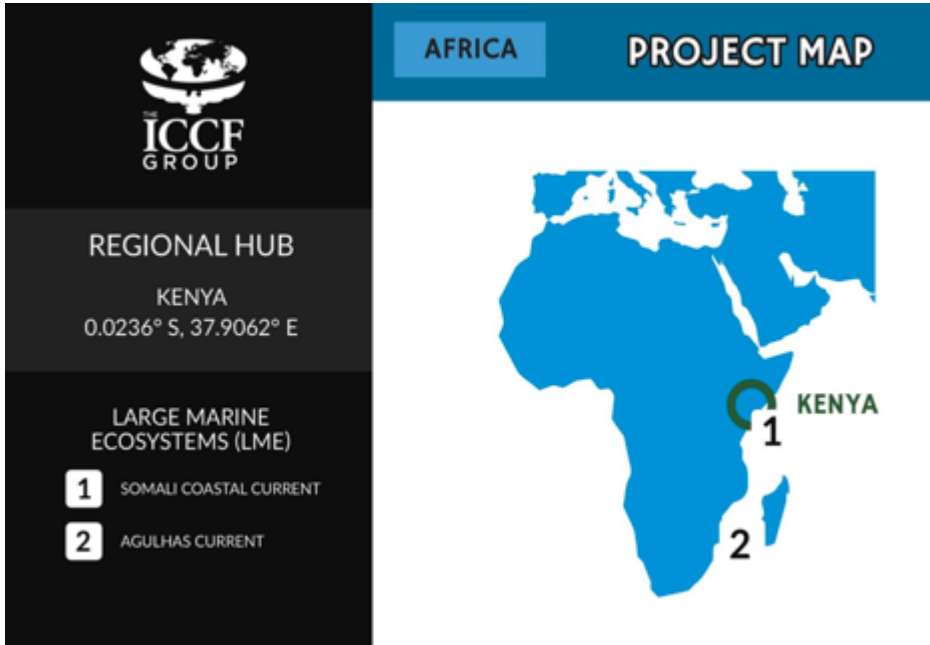 THE
ICCF
GROUP
REGIONAL HUB
KENYA
0.0236° S, 37.9062° E
LARGE MARINE
ECOSYSTEMS (LME)
1 SOMALI COASTAL CURRENT
2 AGULHAS CURRENT
AFRICA PROJECT MAP
KENYA
1
2